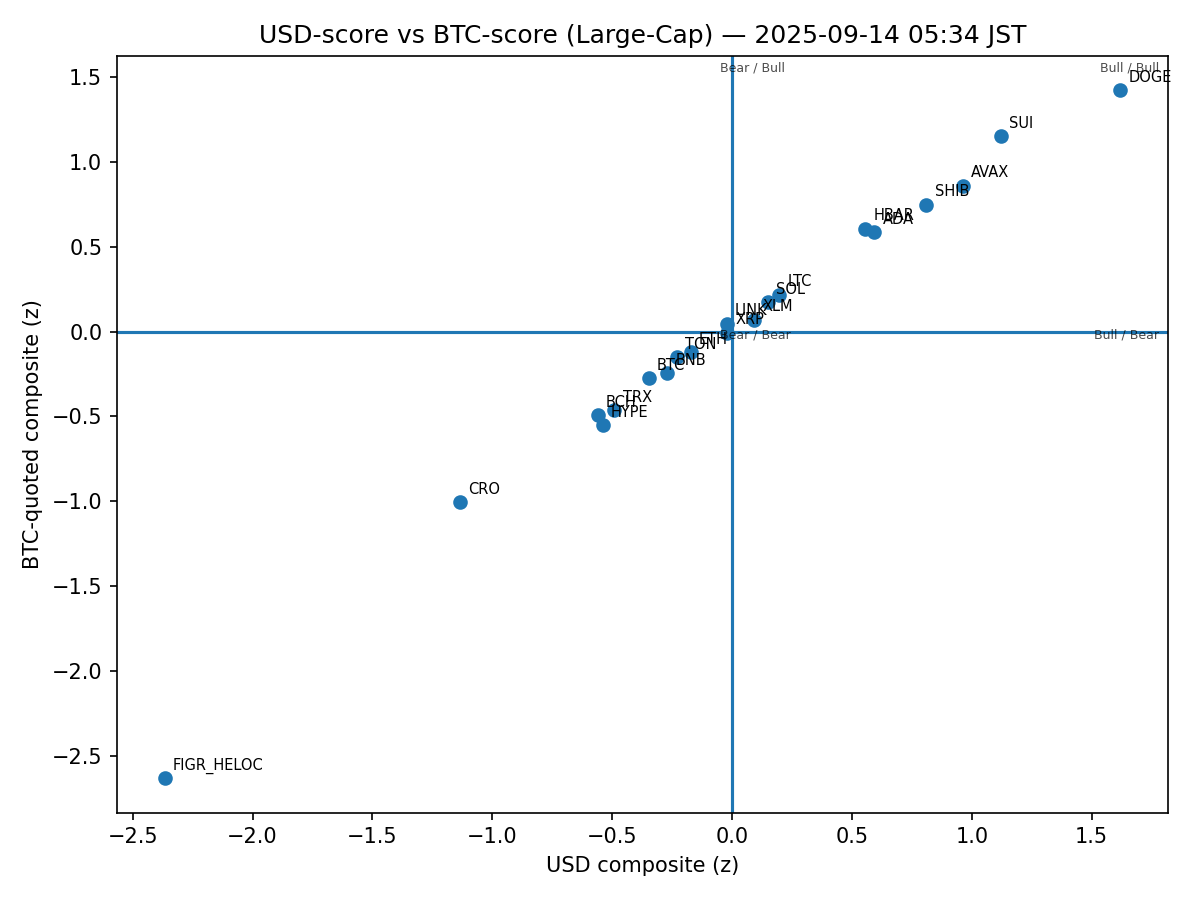 USD-score vs BTC-score (Large-Cap) — 2025-09-14 05:34 JST
Bear / Bull
Bull / Bull
DOGE
SUI
AVAX
SHIB
HBAR
ADA
LTC
SOL
XLM
LINK
XRP
ETH
TON
BNB
BTC
TRX
BCH
HYPE
CRO
FIGR_HELOC
Bear / Bear
Bull / Bear
1.5
1.0
0.5
0.0
−0.5
−1.0
−1.5
−2.0
−2.5
−2.5
−2.0
−1.5
−1.0
−0.5
0.0
0.5
1.0
1.5
USD composite (z)
BTC-quoted composite (z)